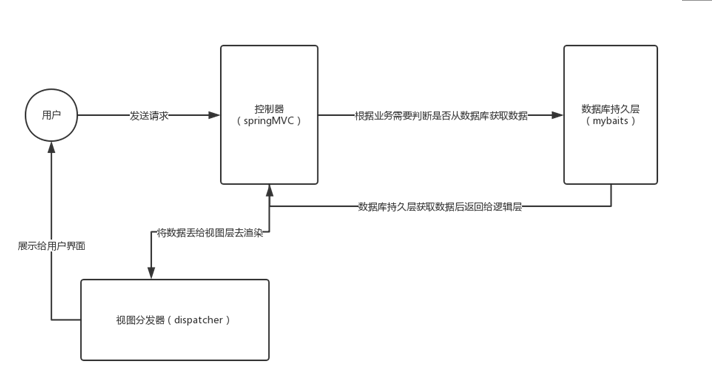 用户
发送请求
控制器
（springMVC）
根据业务需要判断是否从数据库获取数据
数据库持久层
（mybaits）
数据库持久层获取数据后返回给逻辑层
将数据丢给视图层去渲染
展示给用户界面
视图分发器（dispatcher）